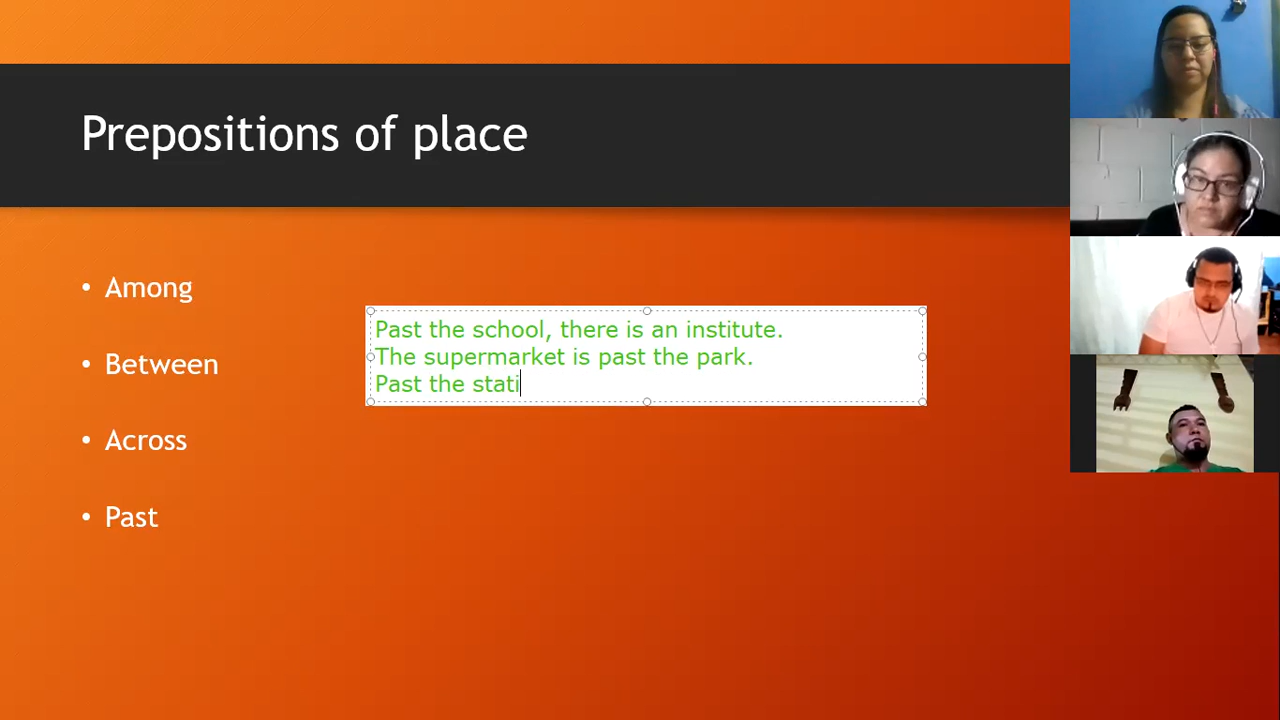 Prepositions of place
• Among
• Between
• Across
• Past
Past the school, there is an institute.
The supermarket is past the park.
Past the stati